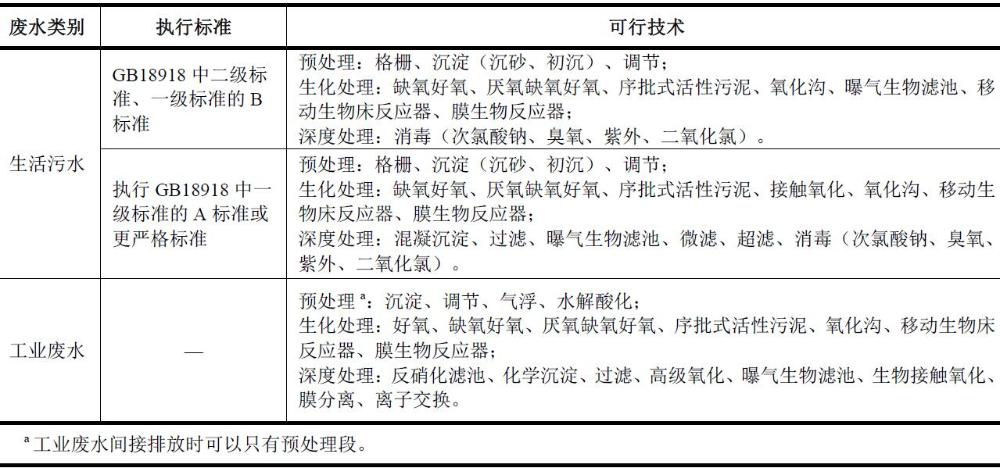 废水类别 执行标准 可行技术
生活污水
GB18918 中二级标
准、一级标准的 B
标准
预处理：格栅、沉淀（沉砂、初沉）、调节；
生化处理：缺氧好氧、厌氧缺氧好氧、序批式活性污泥、氧化沟、曝气生物滤池、移
动生物床反应器、膜生物反应器；
深度处理：消毒（次氯酸钠、臭氧、紫外、二氧化氯）。
执行 GB18918 中一
级标准的 A 标准或
更严格标准
预处理：格栅、沉淀（沉砂、初沉）、调节；
生化处理：缺氧好氧、厌氧缺氧好氧、序批式活性污泥、接触氧化、氧化沟、移动生
物床反应器、膜生物反应器；
深度处理：混凝沉淀、过滤、曝气生物滤池、微滤、超滤、消毒（次氯酸钠、臭氧、
紫外、二氧化氯）。
工业废水
—
预处理 a：沉淀、调节、气浮、水解酸化；
生化处理：好氧、缺氧好氧、厌氧缺氧好氧、序批式活性污泥、氧化沟、移动生物床
反应器、膜生物反应器；
深度处理：反硝化滤池、化学沉淀、过滤、高级氧化、曝气生物滤池、生物接触氧化、
膜分离、离子交换。
a 工业废水间接排放时可以只有预处理段。